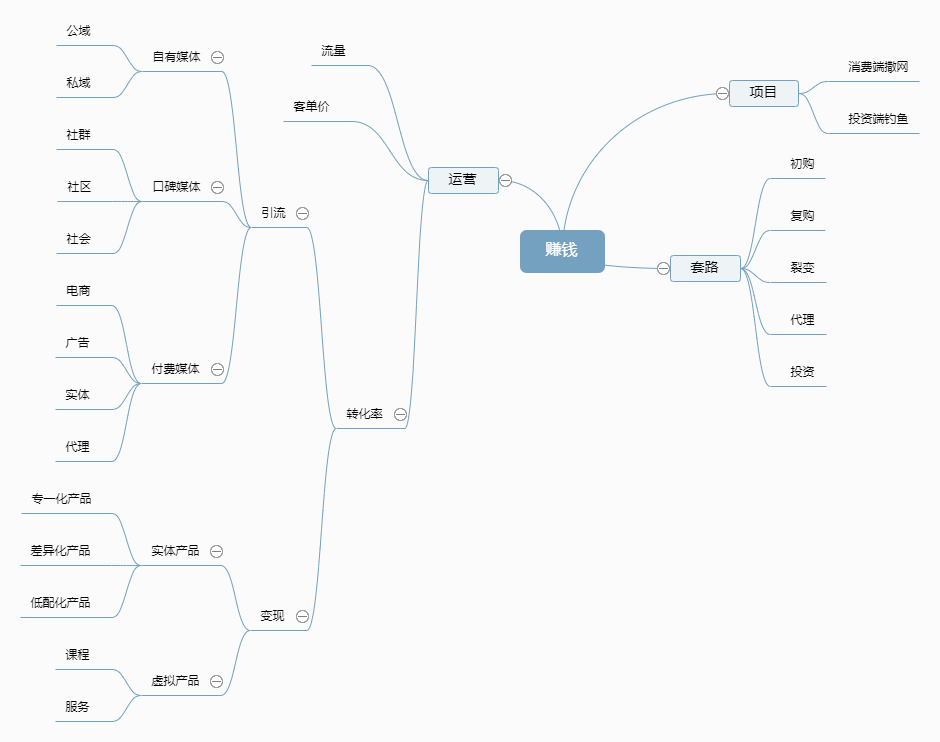 赚钱
项目
消费端撒网
投资端钓鱼
套路
初购
复购
裂变
代理
投资
运营
流量
客单价
转化率
引流
自有媒体
公域
私域
口碑媒体
社群
社区
社会
付费媒体
电商
广告
实体
代理
变现
实体产品
专一化产品
差异化产品
低配化产品
虚拟产品
课程
服务